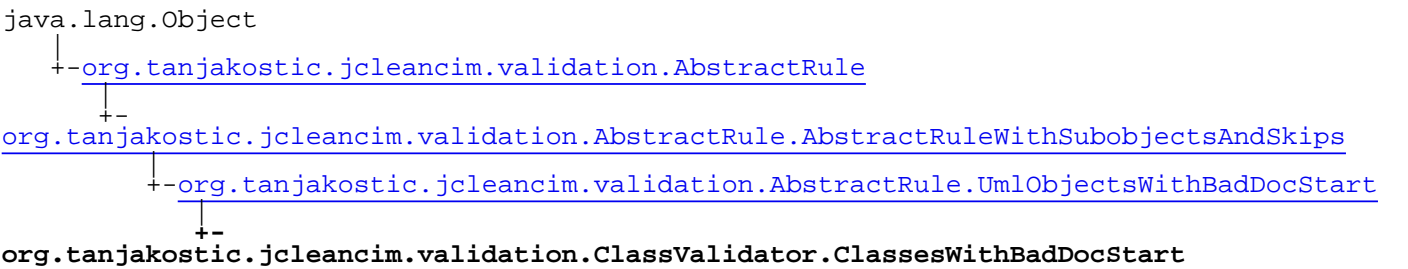 java.lang.Object
+-org.tanjakostic.jcleancim.validation.AbstractRule
+-
org.tanjakostic.jcleancim.validation.AbstractRule.AbstractRuleWithSubobjectsAndSkips
+-org.tanjakostic.jcleancim.validation.AbstractRule.UmlObjectsWithBadDocStart
+-
org.tanjakostic.jcleancim.validation.ClassValidator.ClassesWithBadDocStart